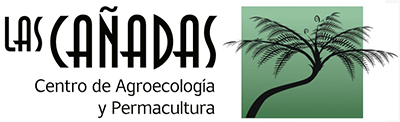 LAS CAÑADAS
Centro de Agroecología
y Permacultura